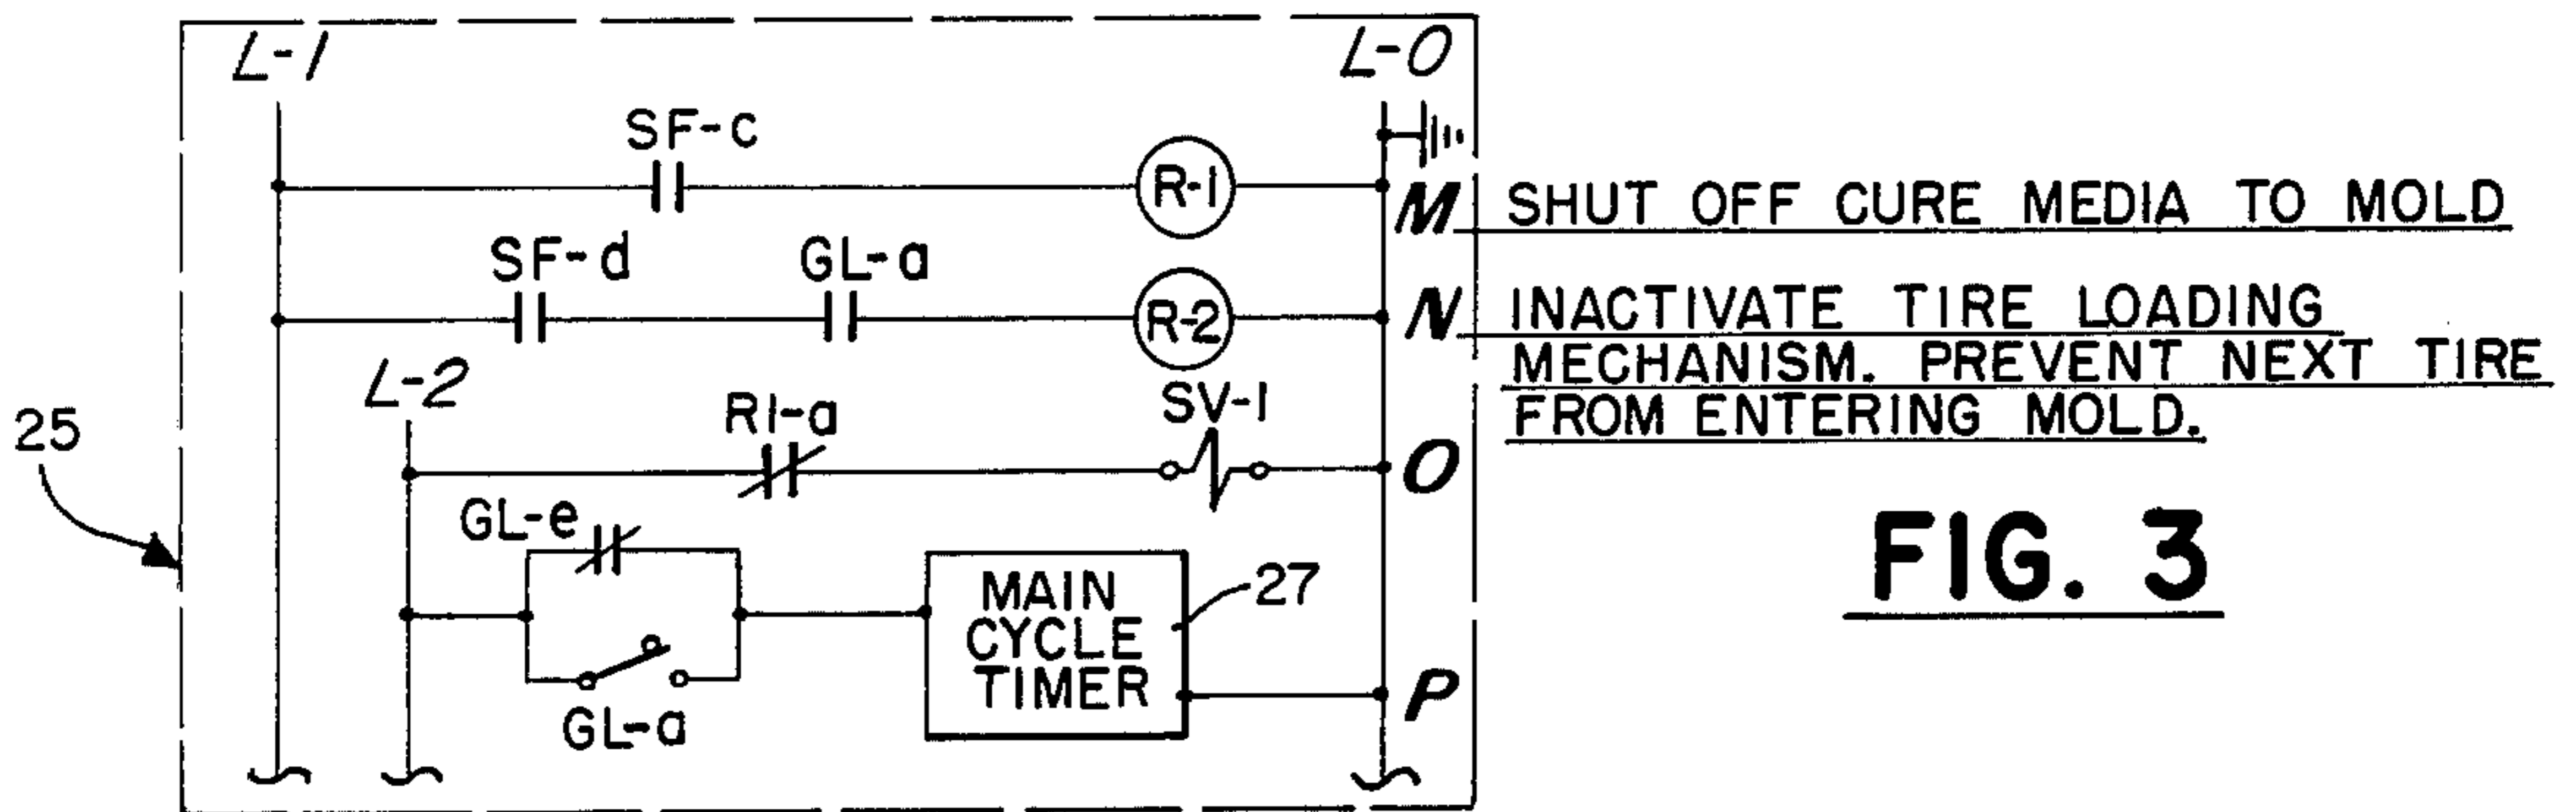 L-1
L-0
SF-c
R-1
M SHUT OFF CURE MEDIA TO MOLD
SF-d
GL-a
R-2
N INACTIVATE TIRE LOADING
MECHANISM. PREVENT NEXT TIRE
FROM ENTERING MOLD.
L-2
R1-a
SV-1
O
25
GL-e
GL-a
MAIN
CYCLE
TIMER
27
P
FIG. 3